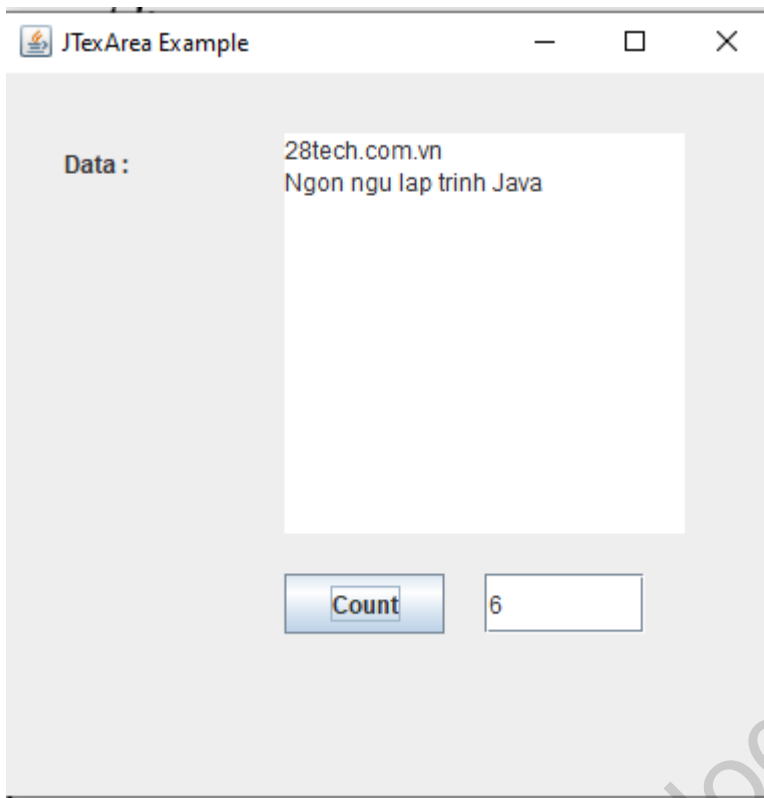 JTexArea Example
Data :
28tech.com.vn
Ngon ngu lap trinh Java
Count
6